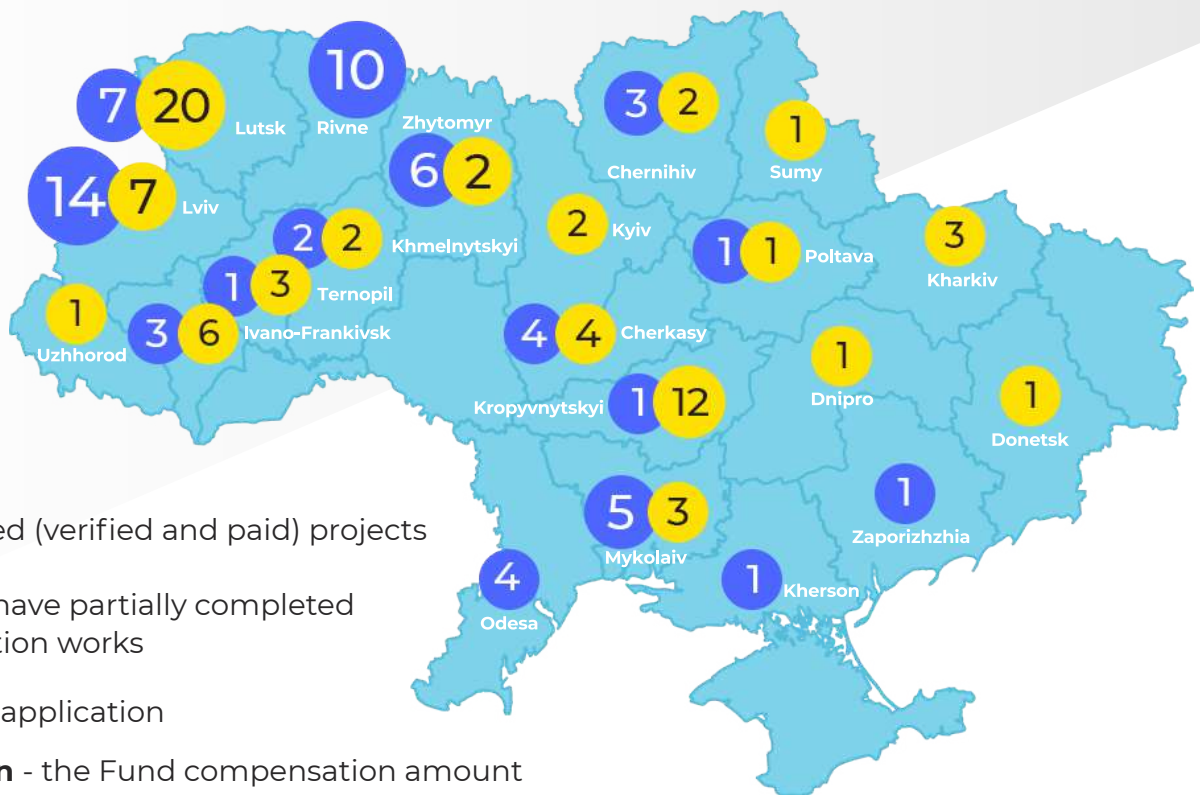 10
7 20
Lutsk
Rivne
Zhytomyr
6 2
3 2
Chernihiv
1
Sumy
14 7
Lviv
2 2
Khmelnytskyi
2
Kyiv
1 1
Poltava
3
Kharkiv
1 3
Ternopil
1
Uzhhorod
3 6
Ivano-Frankivsk
4 4
Cherkasy
1
Dnipro
Kropyvnytskyi
1 12
1
Donetsk
5 3
Mykolaiv
1
Zaporizhzhia
4
Odesa
1
Kherson
ed (verified and paid) projects
have partially completed
tion works
application
n - the Fund compensation amount